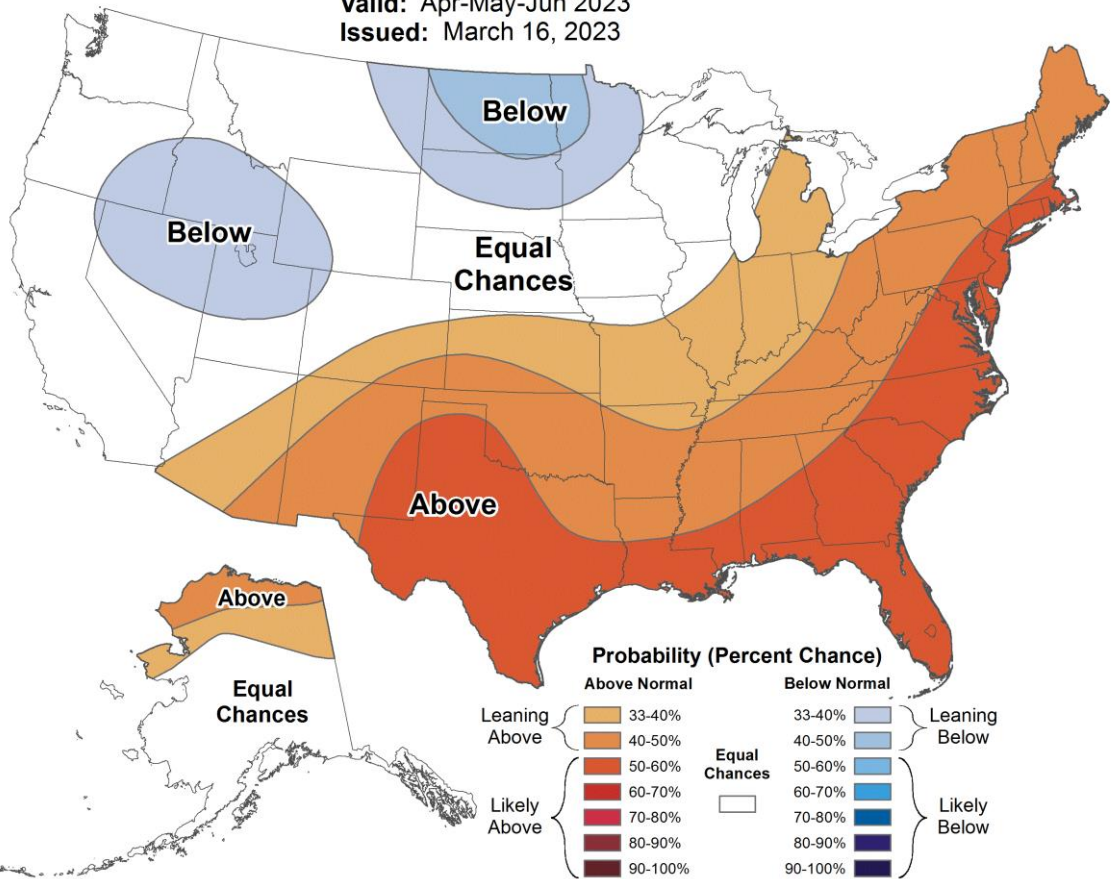 Valid: Apr-May-Jun 2023
Issued: March 16, 2023
Below
Below
Equal
Chances
Above
Above
Equal
Chances
Probability (Percent Chance)
Above Normal
Below Normal
Leaning
Above
33-40%
40-50%
Likely
Above
50-60%
60-70%
70-80%
80-90%
90-100%
Equal
Chances
33-40%
40-50%
Leaning
Below
50-60%
60-70%
70-80%
80-90%
90-100%
Likely
Below